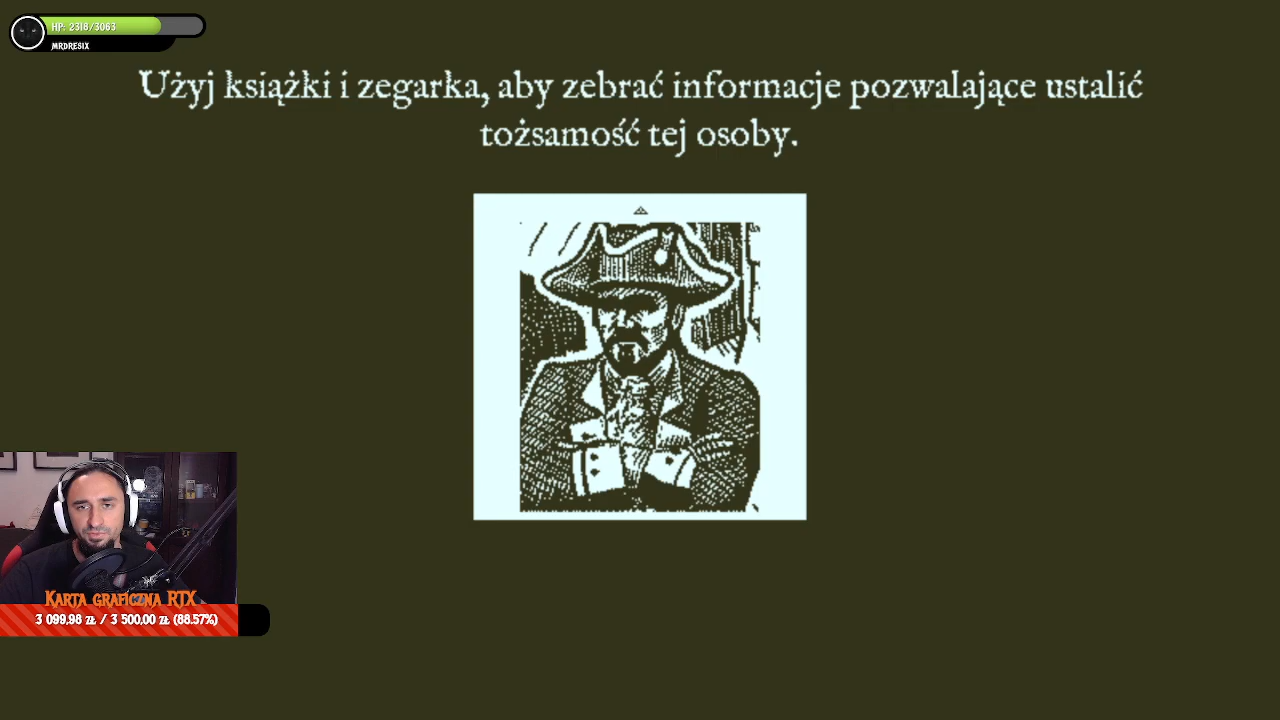 HP: 2318/3063
MRDRESIX
Użyj książki i zegarka, aby zebrać informacje pozwalające ustalić
tożsamość tej osoby.
Karta graficzna RTX
3 099,98 zł / 3 500,00 zł (88.57%)